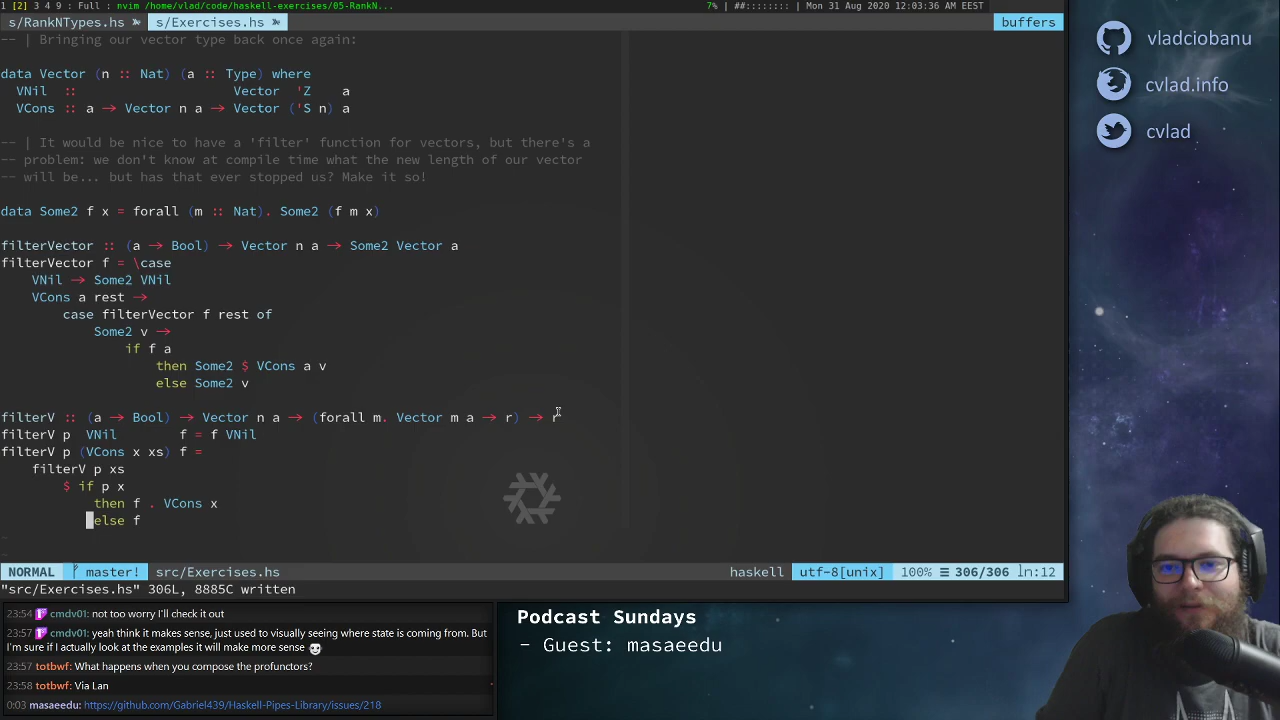 1 [2] 3 4 9 : Full : nvim /home/vlad/code/haskell-exercises/05-RankN...
7% | ##:::::::: | Mon 31 Aug 2020 12:03:36 AM EEST
s/RankNTypes.hs
s/Exercises.hs
buffers
-- | Bringing our vector type back once again:
data Vector (n :: Nat) (a :: Type) where
VNil :: Vector 'Z a
VCons :: a → Vector n a → Vector ('S n) a
-- | It would be nice to have a 'filter' function for vectors, but there's a
-- problem: we don't know at compile time what the new length of our vector
-- will be... but has that ever stopped us? Make it so!
data Some2 f x = forall (m :: Nat). Some2 (f m x)
filterVector :: (a → Bool) → Vector n a → Some2 Vector a
filterVector f = \case
VNil → Some2 VNil
VCons a rest →
case filterVector f rest of
Some2 v →
if f a
then Some2 $ VCons a v
else Some2 v
filterV :: (a → Bool) → Vector n a → (forall m. Vector m a → r) → r
filterV p VNil f = f VNil
filterV p (VCons x xs) f =
filterV p xs
$ if p x
then f . VCons x
else f
~
~
NORMAL master! src/Exercises.hs haskell utf-8[unix] 100% ☰ 306/306 ln:12
"src/Exercises.hs" 306L, 8885C written
23:54 cmdv01: not too worry I'll check it out
23:57 cmdv01: yeah think it makes sense, just used to visually seeing where state is coming from. But
I'm sure if I actually look at the examples it will make more sense
23:57 totbwf: What happens when you compose the profunctors?
23:58 totbwf: Via Lan
0:03 masaeedu: https://github.com/Gabriel439/Haskell-Pipes-Library/issues/218
Podcast Sundays
- Guest: masaeedu
vladciobanu
cvlad.info
cvlad